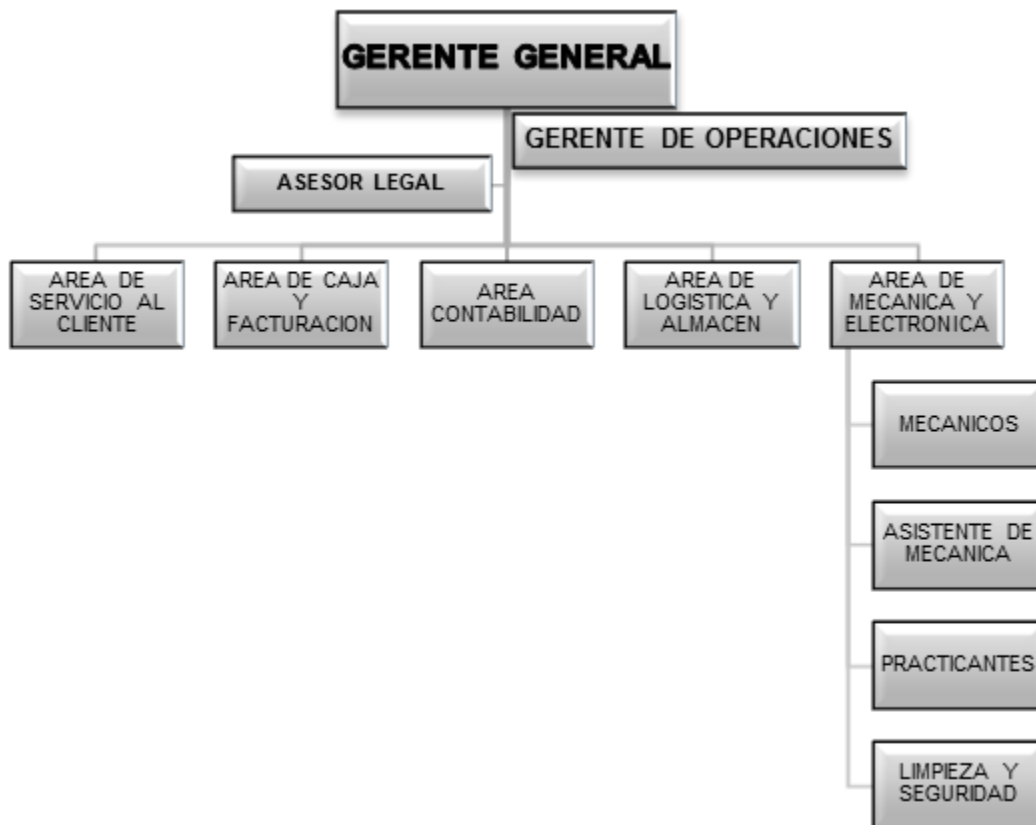 GERENTE GENERAL
GERENTE DE OPERACIONES
ASESOR LEGAL
AREA DE
SERVICIO AL
CLIENTE
AREA DE CAJA
Y
FACTURACION
AREA
CONTABILIDAD
AREA DE
LOGISTICA Y
ALMACEN
AREA DE
MECANICA Y
ELECTRONICA
MECANICOS
ASISTENTE DE
MECANICA
PRACTICANTES
LIMPIEZA Y
SEGURIDAD